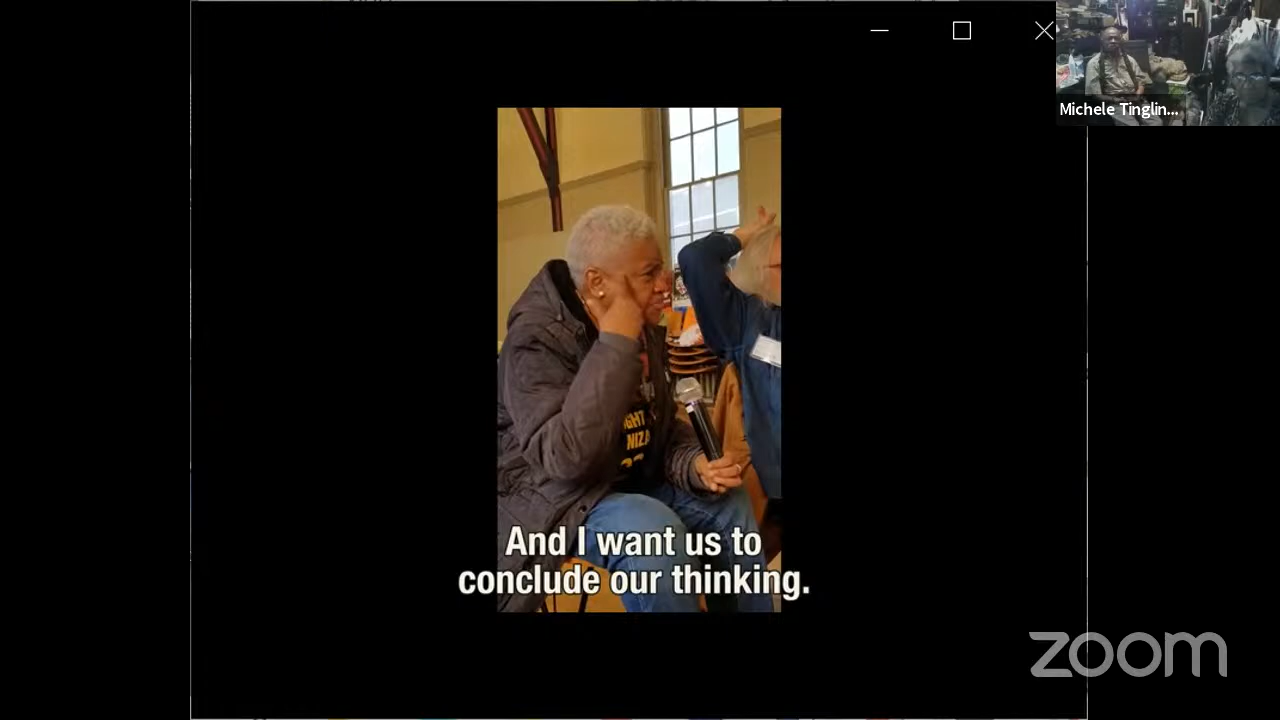 Michele Tinglin...
And I want us to
conclude our thinking.
zoom